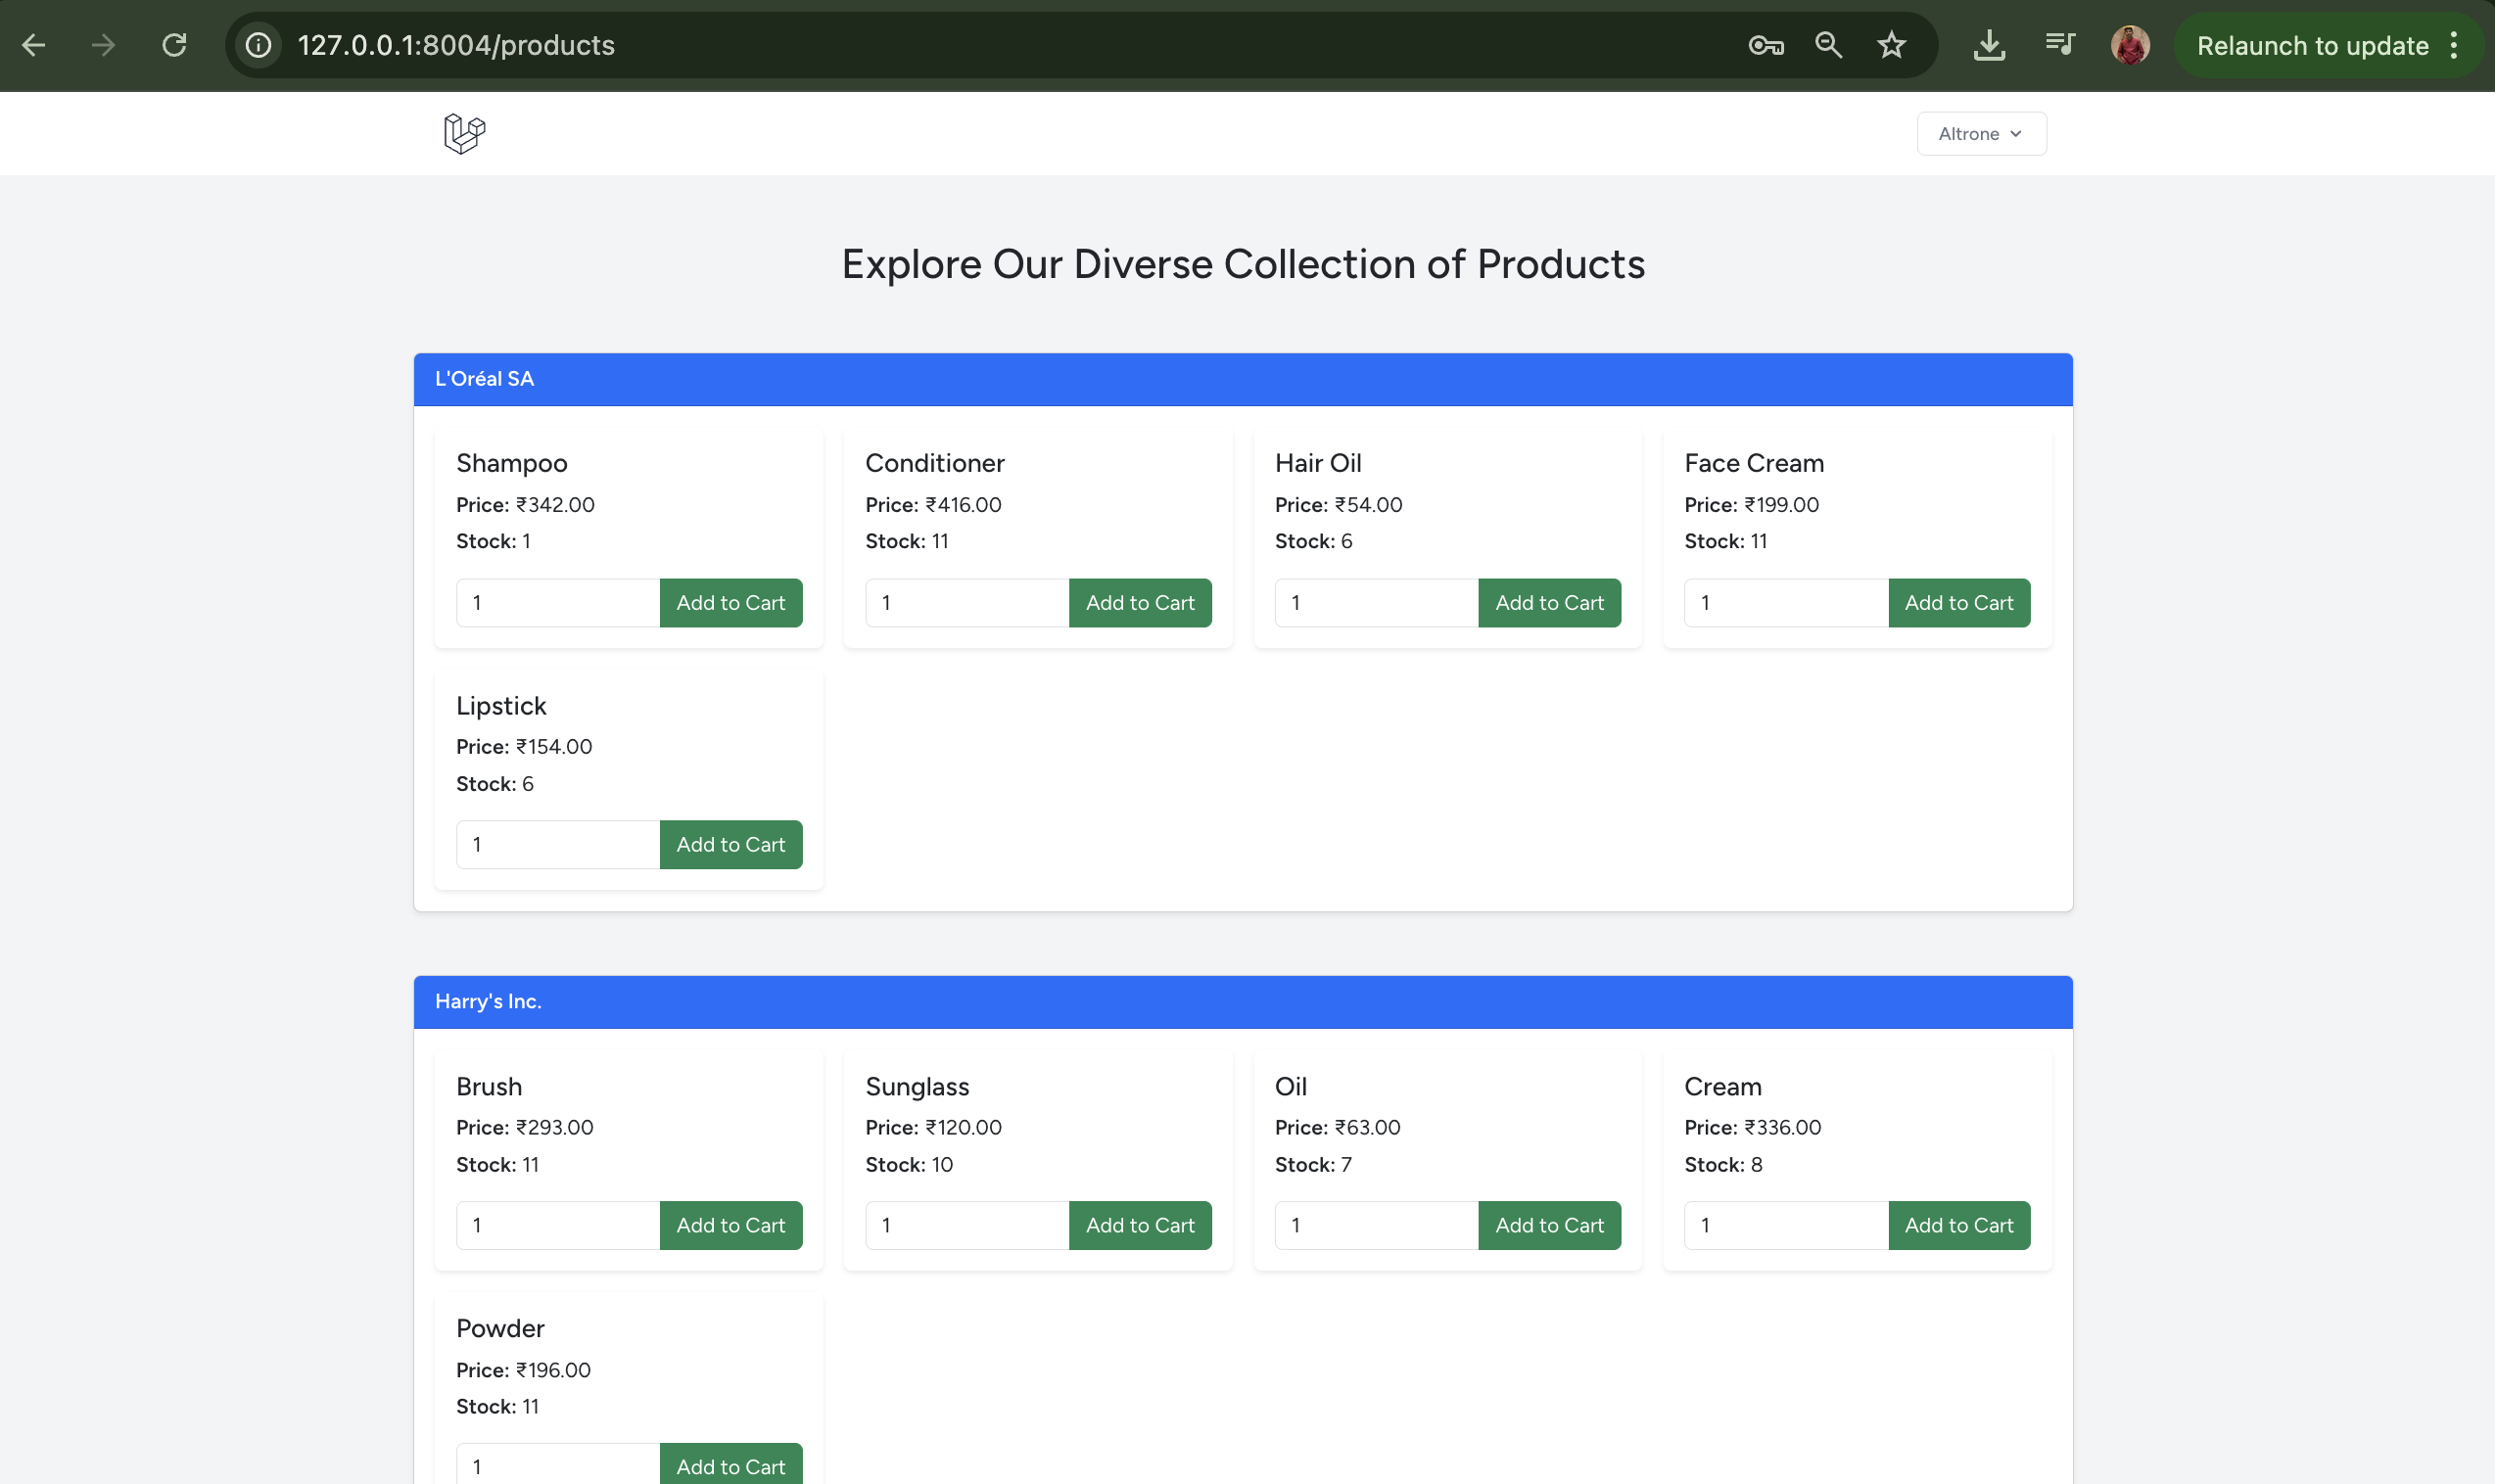 127.0.0.1:8004/products
Relaunch to update
Altrone
Explore Our Diverse Collection of Products
L'Oréal SA
Shampoo
Price: ₹342.00
Stock: 1
1 Add to Cart
Conditioner
Price: ₹416.00
Stock: 11
1 Add to Cart
Hair Oil
Price: ₹54.00
Stock: 6
1 Add to Cart
Face Cream
Price: ₹199.00
Stock: 11
1 Add to Cart
Lipstick
Price: ₹154.00
Stock: 6
1 Add to Cart
Harry's Inc.
Brush
Price: ₹293.00
Stock: 11
1 Add to Cart
Sunglass
Price: ₹120.00
Stock: 10
1 Add to Cart
Oil
Price: ₹63.00
Stock: 7
1 Add to Cart
Cream
Price: ₹336.00
Stock: 8
1 Add to Cart
Powder
Price: ₹196.00
Stock: 11
1 Add to Cart